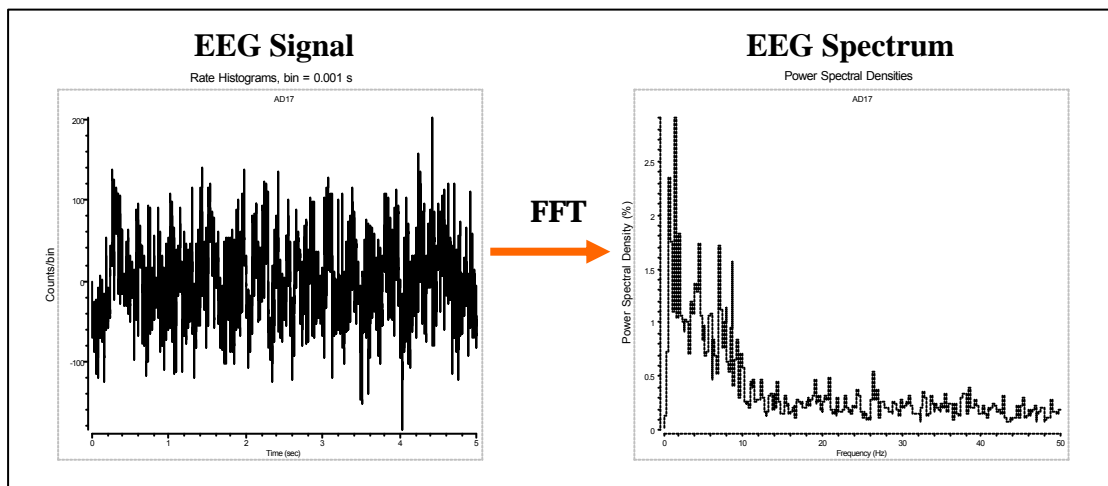 EEG Signal
Rate Histograms, bin = 0.001 s
AD17
Counts/bin
200
100
0
-100
0 1 2 3 4 5
Time (sec)
FFT
EEG Spectrum
Power Spectral Densities
AD17
Power Spectral Density (%)
2.5
2
1.5
1
0.5
0
0 10 20 30 40 50
Frequency (Hz)